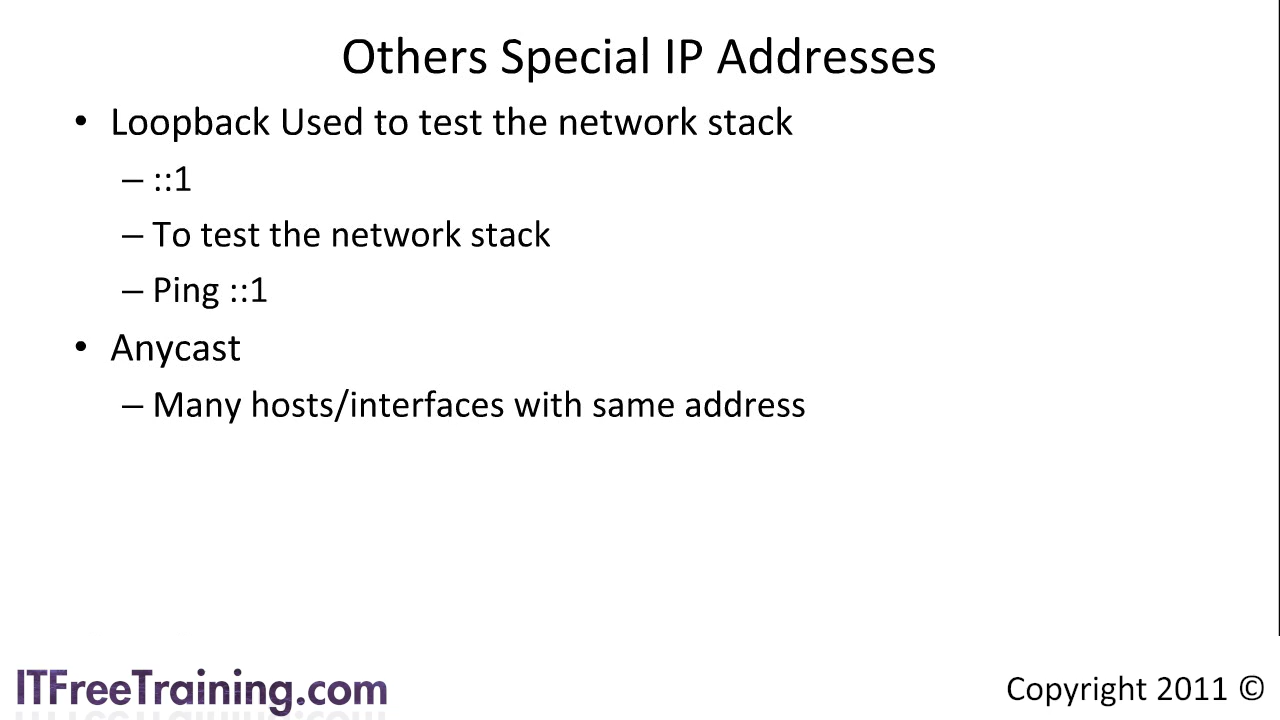 Others Special IP Addresses
• Loopback Used to test the network stack
– ::1
– To test the network stack
– Ping ::1
• Anycast
– Many hosts/interfaces with same address
ITFreeTraining.com
Copyright 2011 ©